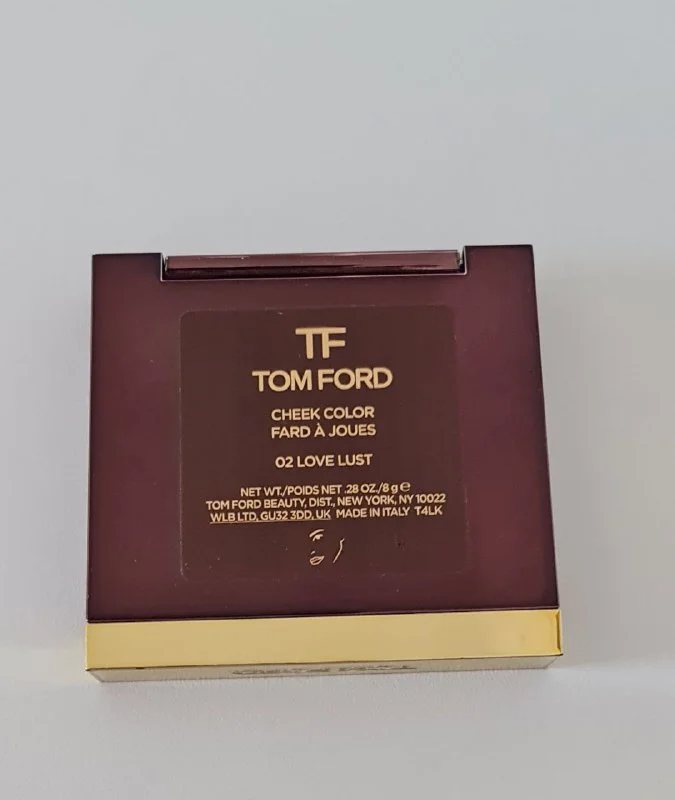 TF
TOM FORD
CHEEK COLOR
FARD À JOUES
02 LOVE LUST
NET WT./POIDS NET .28 OZ./8 g ℮
TOM FORD BEAUTY, DIST., NEW YORK, NY 10022
WLB LTD, GU32 3DD, UK MADE IN ITALY T4LK